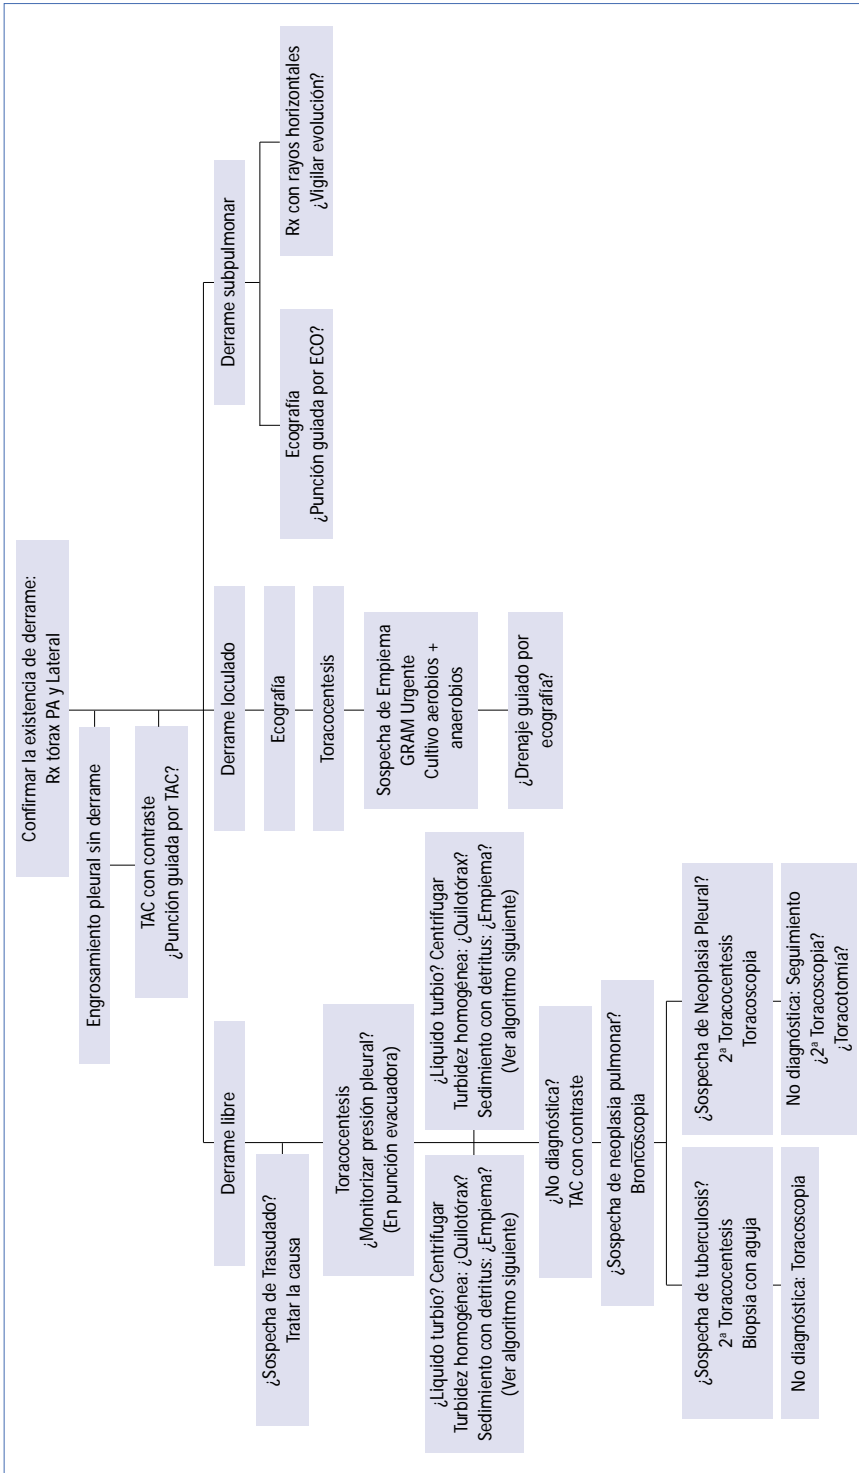 Confirmar la existencia de derrame:
Rx tórax PA y Lateral
Engrosamiento pleural sin derrame
TAC con contraste
¿Punción guiada por TAC?
Derrame libre
¿Sospecha de Trasudado?
Tratar la causa
Toracocentesis
¿Monitorizar presión pleural?
(En punción evacuadora)
¿Liquido turbio? Centrifugar
Turbidez homogénea: ¿Quilotórax?
Sedimento con detritus: ¿Empiema?
(Ver algoritmo siguiente)
¿Liquido turbio? Centrifugar
Turbidez homogénea: ¿Quilotórax?
Sedimento con detritus: ¿Empiema?
(Ver algoritmo siguiente)
¿No diagnóstica?
TAC con contraste
¿Sospecha de neoplasia pulmonar?
Broncoscopia
¿Sospecha de tuberculosis?
2ª Toracocentesis
Biopsia con aguja
No diagnóstica: Toracoscopia
¿Sospecha de Neoplasia Pleural?
2ª Toracocentesis
Toracoscopia
No diagnóstica: Seguimiento
¿2ª Toracoscopia?
¿Toracotomía?
Derrame loculado
Ecografía
Toracocentesis
Sospecha de Empiema
GRAM Urgente
Cultivo aerobios +
anaerobios
¿Drenaje guiado por
ecografía?
Derrame subpulmonar
Ecografía
¿Punción guiada por ECO?
Rx con rayos horizontales
¿Vigilar evolución?